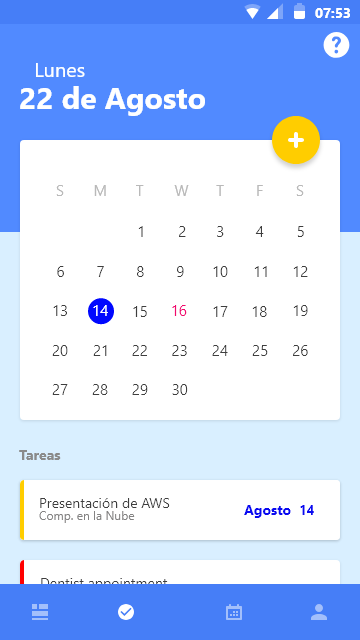 07:53
?
Lunes
22 de Agosto
+
S M T W T F S
1 2 3 4 5
6 7 8 9 10 11 12
13 14 15 16 17 18 19
20 21 22 23 24 25 26
27 28 29 30
Tareas
Presentación de AWS
Comp. en la Nube
Agosto 14
Dentist appointment